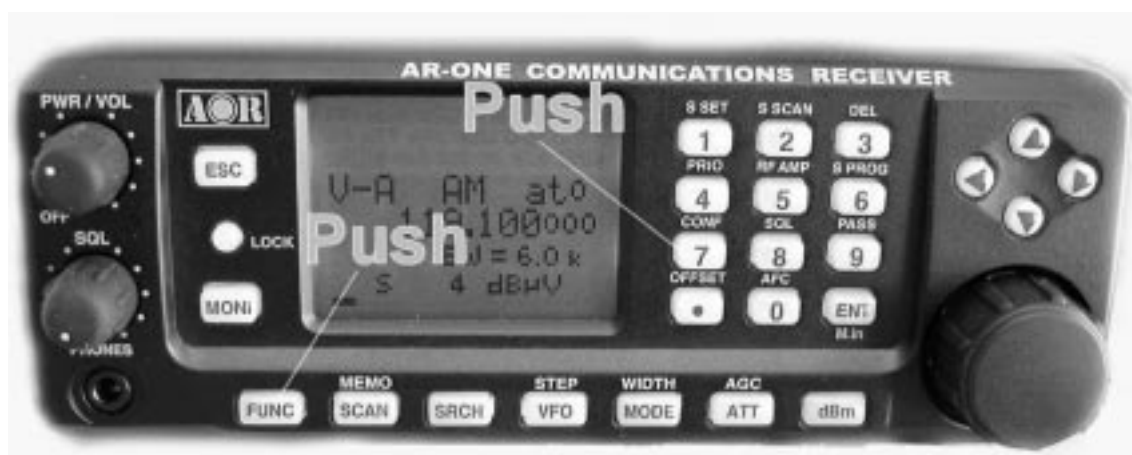 AR-ONE COMMUNICATIONS RECEIVER
PWR / VOL
AOR
Push
S SET S SCAN DEL
1 2 3
ESC
PRIO RF AMP S PROG
V-A AM ato
4 5 6
OFF
CONF SQL PASS
SQL
LOCK
Push
BW = 6.0 k
7 8 9
OFFSET AFC
S 4 dBµV
MONi
• 0 ENT
M.in
PHONES
MEMO STEP WIDTH AGC
FUNC SCAN SRCH VFO MODE ATT dBm